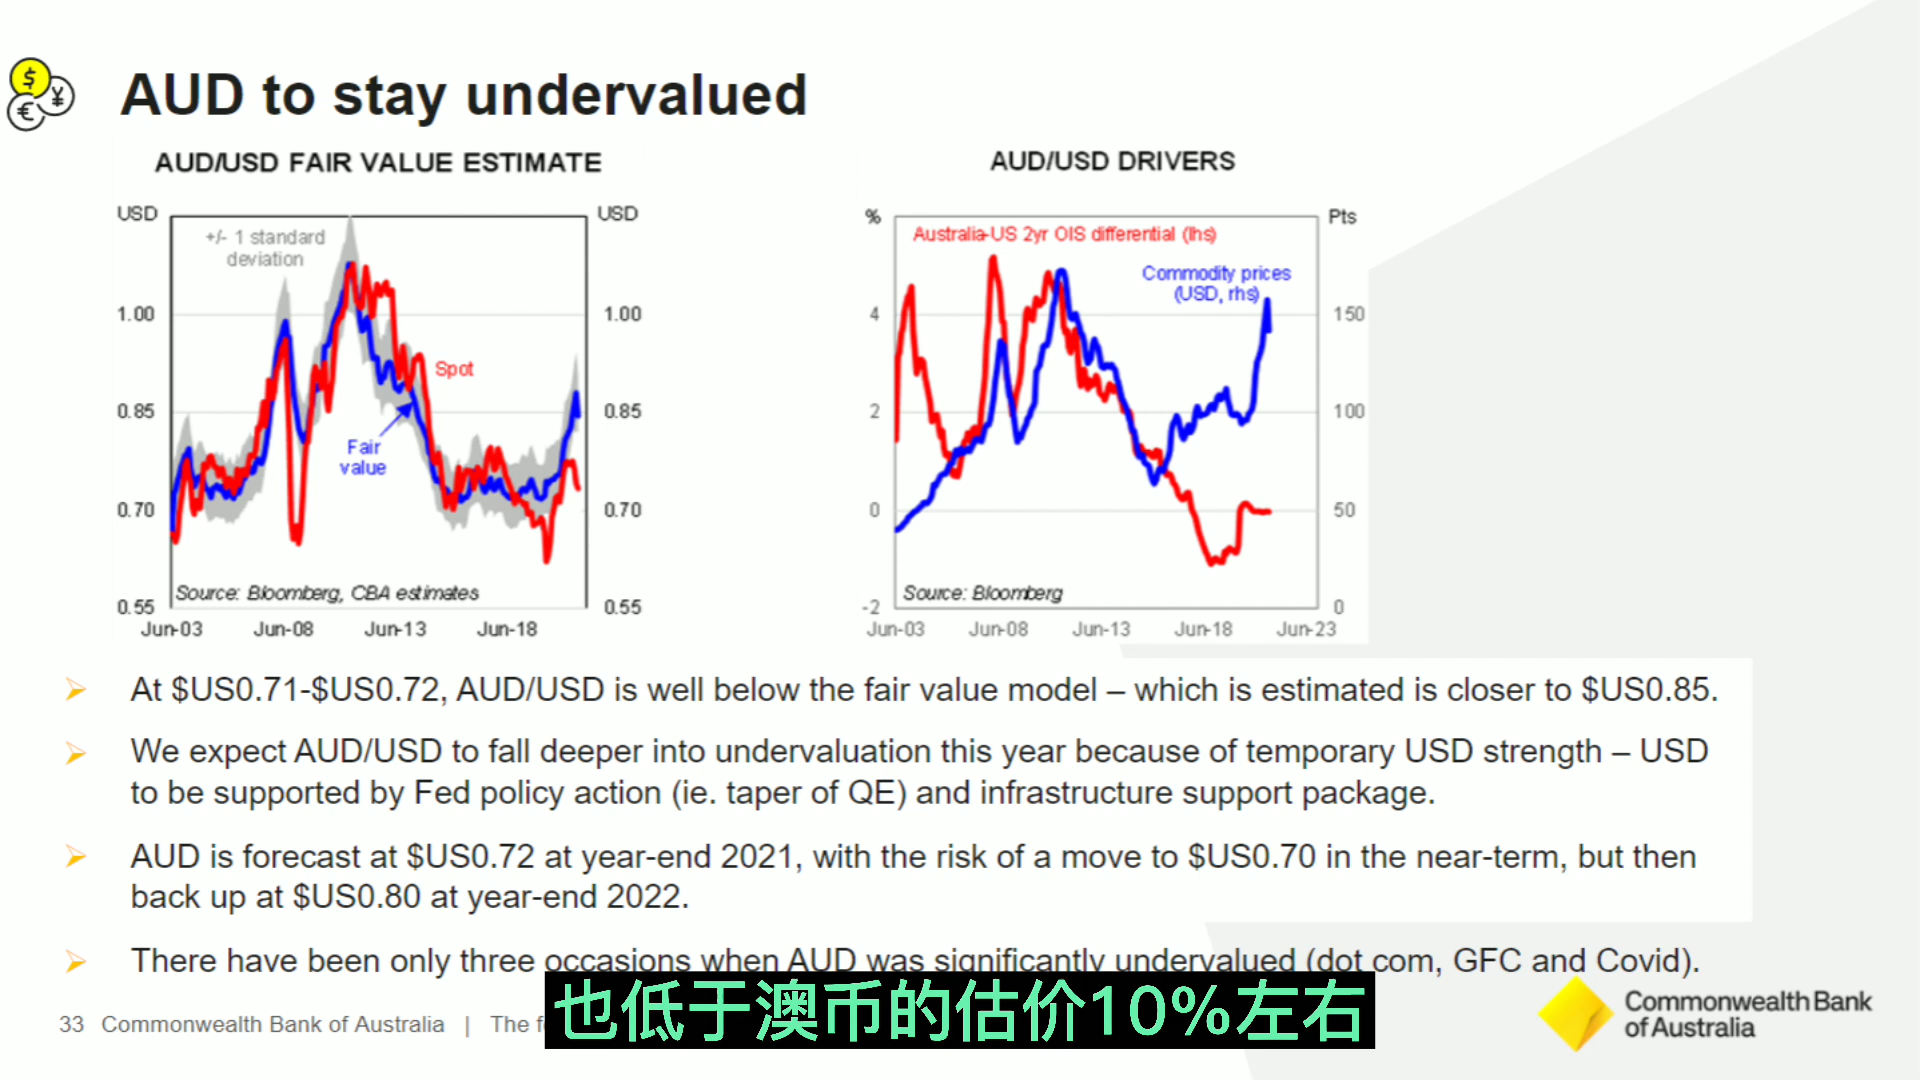 AUD to stay undervalued
AUD/USD FAIR VALUE ESTIMATE
USD
USD
+/- 1 standard
deviation
1.00
1.00
Spot
0.85
0.85
Fair
value
0.70
0.70
Source: Bloomberg, CBA estimates
0.55
0.55
Jun-03
Jun-08
Jun-13
Jun-18
AUD/USD DRIVERS
%
Pts
Australia-US 2yr OIS differential (lhs)
Commodity prices
(USD, rhs)
4
150
2
100
0
50
Source: Bloomberg
-2
0
Jun-03
Jun-08
Jun-13
Jun-18
Jun-23
At $US0.71-$US0.72, AUD/USD is well below the fair value model – which is estimated is closer to $US0.85.
We expect AUD/USD to fall deeper into undervaluation this year because of temporary USD strength – USD
to be supported by Fed policy action (ie. taper of QE) and infrastructure support package.
AUD is forecast at $US0.72 at year-end 2021, with the risk of a move to $US0.70 in the near-term, but then
back up at $US0.80 at year-end 2022.
There have been only three occasions when AUD was significantly undervalued (dot com, GFC and Covid).
也低于澳币的估价10%左右
33 Commonwealth Bank of Australia | The
Commonwealth Bank
of Australia